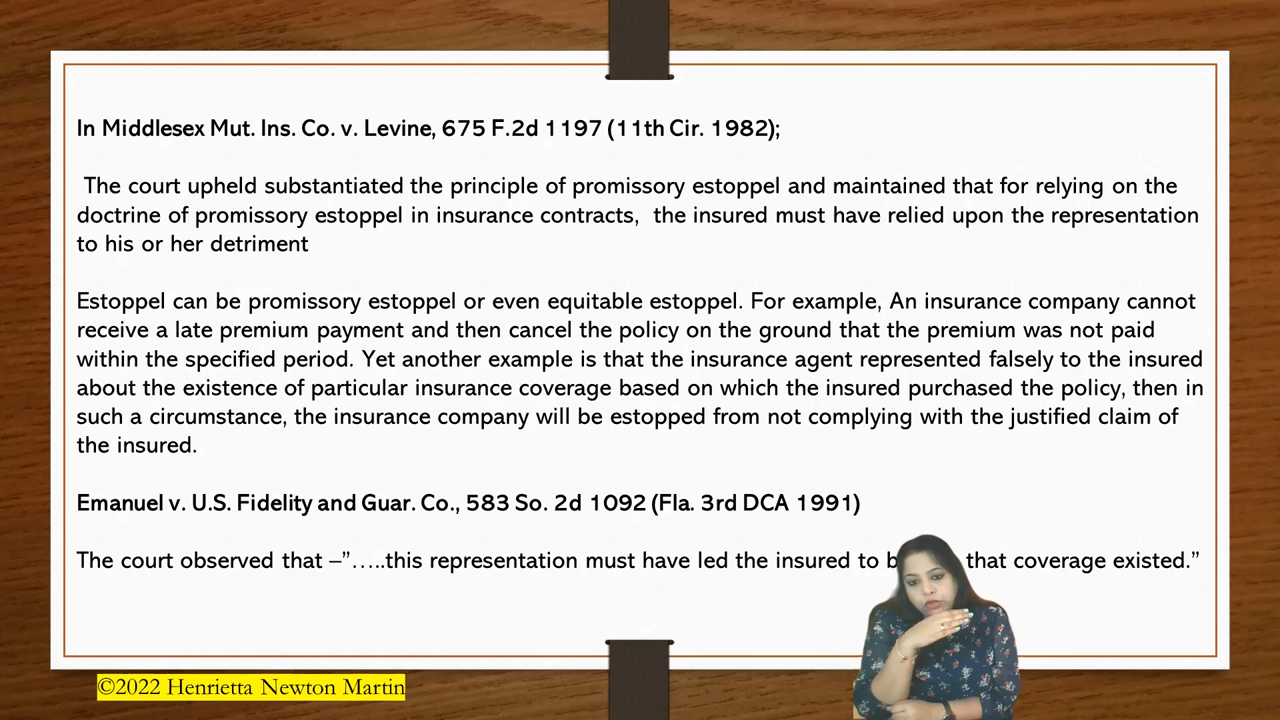 In Middlesex Mut. Ins. Co. v. Levine, 675 F.2d 1197 (11th Cir. 1982);
The court upheld substantiated the principle of promissory estoppel and maintained that for relying on the
doctrine of promissory estoppel in insurance contracts, the insured must have relied upon the representation
to his or her detriment
Estoppel can be promissory estoppel or even equitable estoppel. For example, An insurance company cannot
receive a late premium payment and then cancel the policy on the ground that the premium was not paid
within the specified period. Yet another example is that the insurance agent represented falsely to the insured
about the existence of particular insurance coverage based on which the insured purchased the policy, then in
such a circumstance, the insurance company will be estopped from not complying with the justified claim of
the insured.
Emanuel v. U.S. Fidelity and Guar. Co., 583 So. 2d 1092 (Fla. 3rd DCA 1991)
The court observed that –”…..this representation must have led the insured to that coverage existed.”
©2022 Henrietta Newton Martin